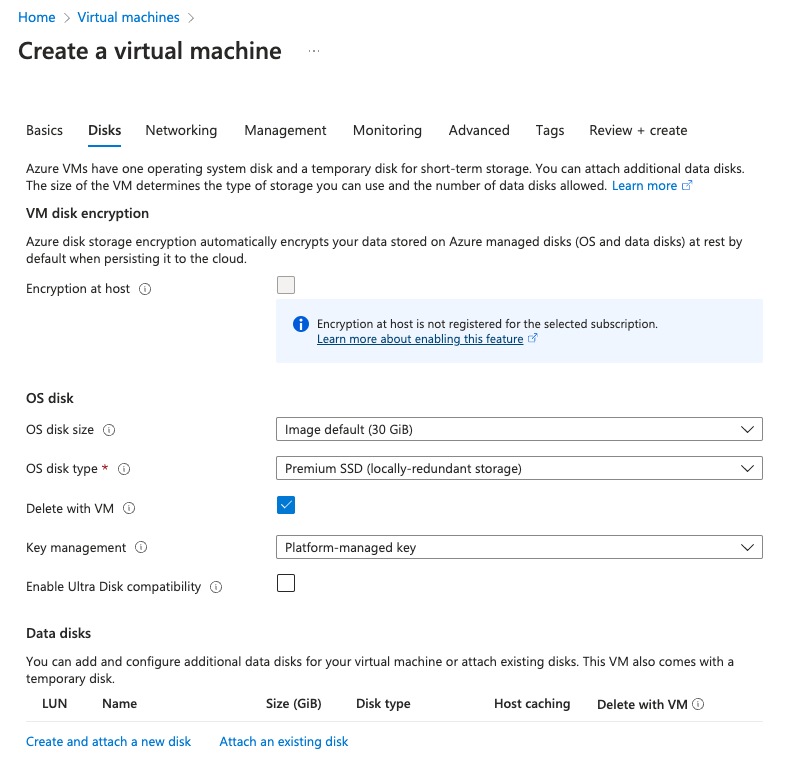 Home > Virtual machines >
Create a virtual machine ...
Basics Disks Networking Management Monitoring Advanced Tags Review + create
Azure VMs have one operating system disk and a temporary disk for short-term storage. You can attach additional data disks.
The size of the VM determines the type of storage you can use and the number of data disks allowed. Learn more
VM disk encryption
Azure disk storage encryption automatically encrypts your data stored on Azure managed disks (OS and data disks) at rest by
default when persisting it to the cloud.
Encryption at host
Encryption at host is not registered for the selected subscription.
Learn more about enabling this feature
OS disk
OS disk size Image default (30 GiB)
OS disk type * Premium SSD (locally-redundant storage)
Delete with VM
Key management Platform-managed key
Enable Ultra Disk compatibility
Data disks
You can add and configure additional data disks for your virtual machine or attach existing disks. This VM also comes with a
temporary disk.
LUN Name Size (GiB) Disk type Host caching Delete with VM
Create and attach a new disk Attach an existing disk